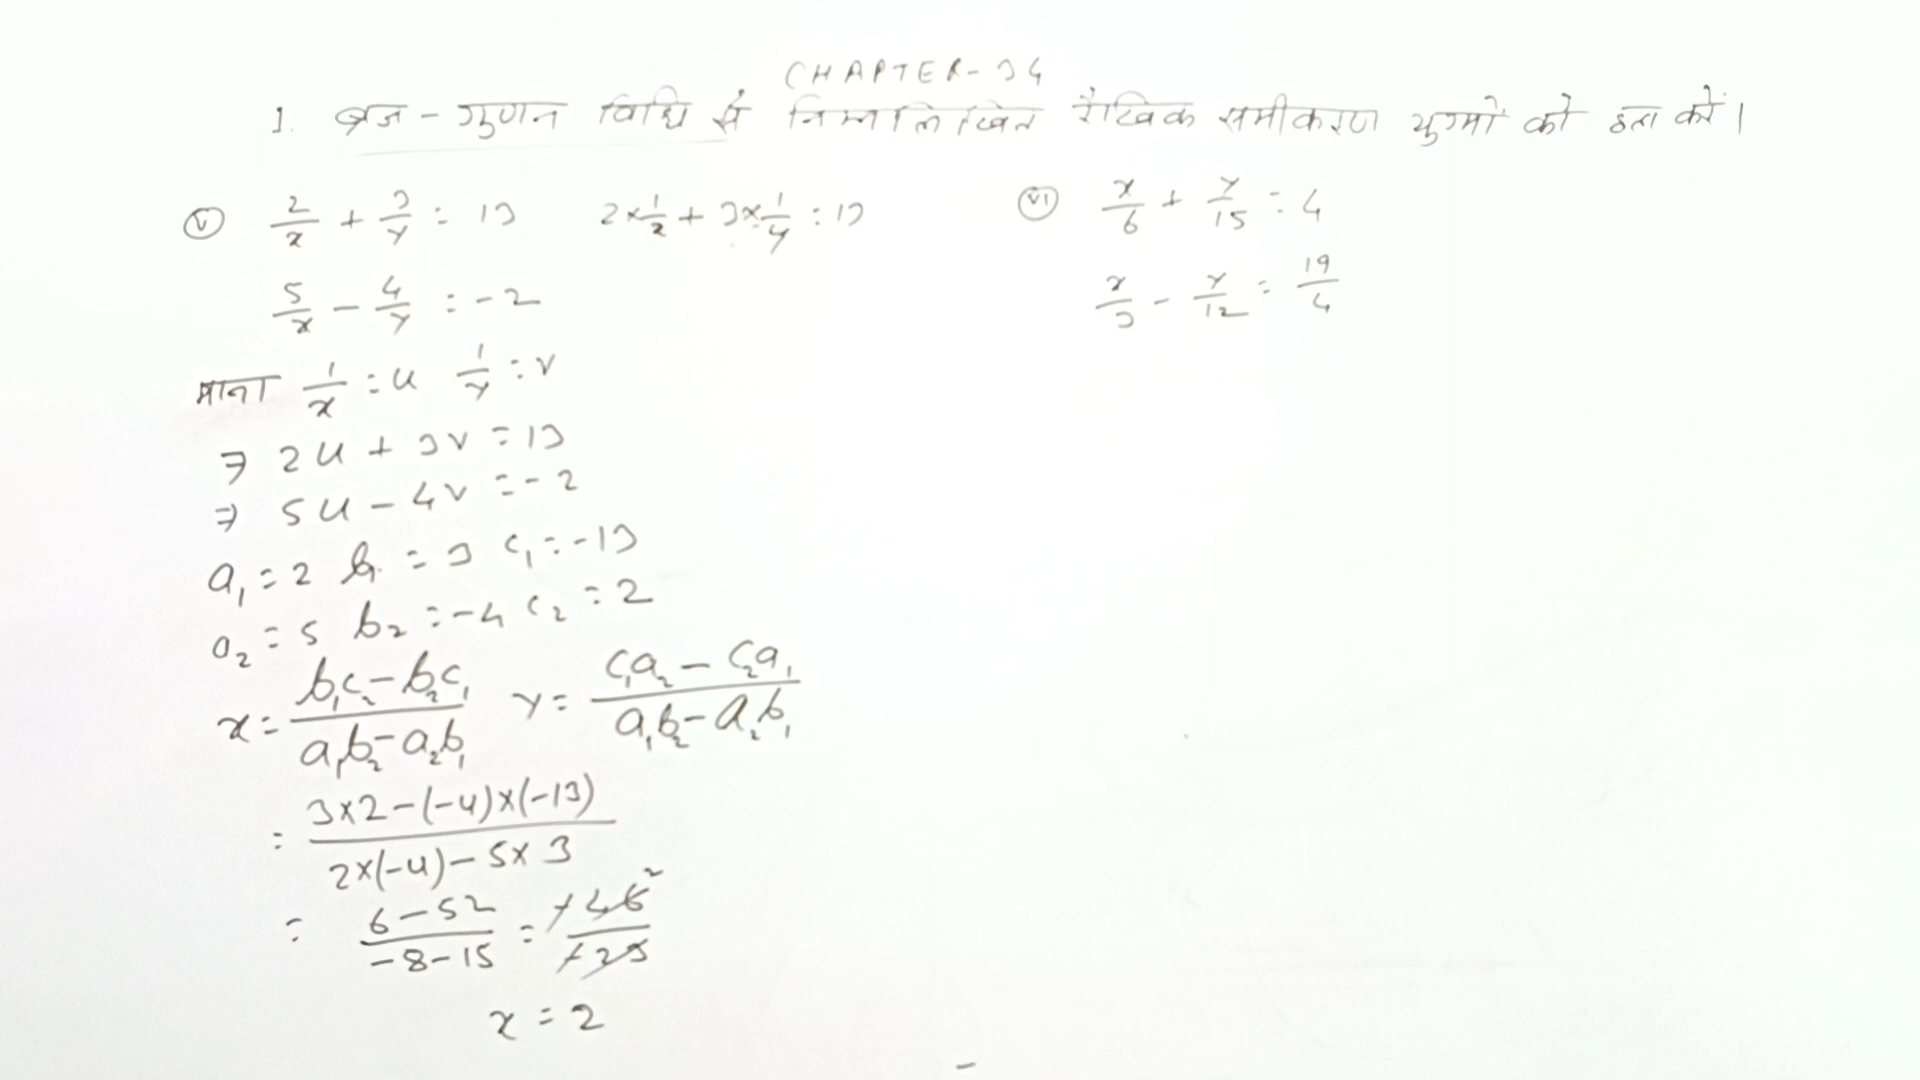 CHAPTER-34
1. ब्रज-गुणन विधि से निम्नलिखित रैखिक समीकरण युग्मों को हल करें।
(v) 2/x + 3/y = 13    2×1/x + 3×1/y = 13
5/x - 4/y = -2
माना 1/x = u 1/y = v
⇒ 2u + 3v = 13
⇒ 5u - 4v = -2
a₁ = 2 b₁ = 3 c₁ = -13
a₂ = 5 b₂ = -4 c₂ = 2
x = (b₁c₂ - b₂c₁)/(a₁b₂ - a₂b₁) y = (c₁a₂ - c₂a₁)/(a₁b₂ - a₂b₁)
= (3×2-(-4)×(-13))/(2×(-4)-5×3)
= (6-52)/(-8-15) = -46/-23 2
x = 2
(vi) x/6 + y/15 = 4
x/3 - y/12 = 19/4